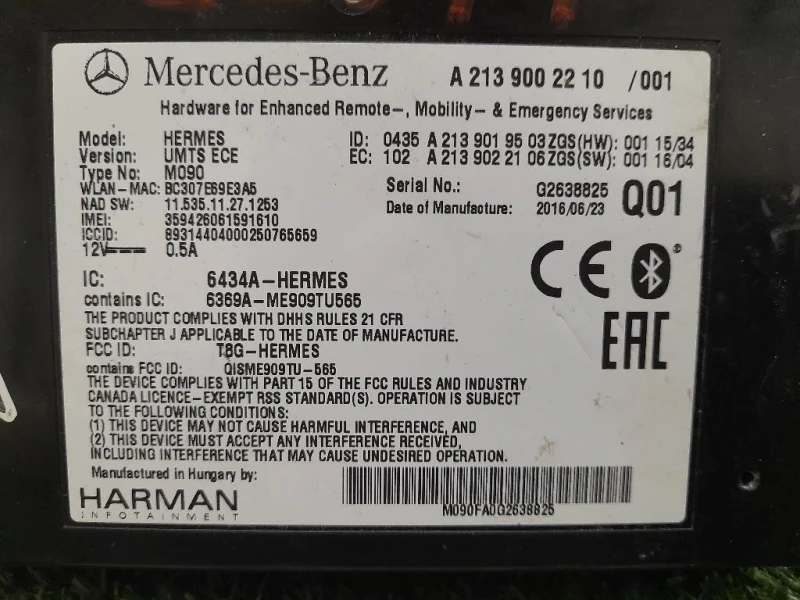 Mercedes-Benz A 213 900 22 10 /001
Hardware for Enhanced Remote-, Mobility- & Emergency Services
Model: HERMES ID: 0435 A 213 901 95 03 ZGS(HW): 001 15/34
Version: UMTS ECE EC: 102 A 213 902 21 06 ZGS(SW): 001 16/04
Type No: M090
WLAN-MAC: BC307E69E3A5 Serial No.: G2638825 Q01
NAD SW: 11.535.11.27.1253 Date of Manufacture: 2016/06/23
IMEI: 359426061591610
ICCID: 89314404000250765659
12V 0.5A
IC: 6434A-HERMES
contains IC: 6369A-ME909TU565
THE PRODUCT COMPLIES WITH DHHS RULES 21 CFR
SUBCHAPTER J APPLICABLE TO THE DATE OF MANUFACTURE.
FCC ID: T8G-HERMES
contains FCC ID: QISME909TU-565
THE DEVICE COMPLIES WITH PART 15 OF THE FCC RULES AND INDUSTRY
CANADA LICENCE-EXEMPT RSS STANDARD(S). OPERATION IS SUBJECT
TO THE FOLLOWING CONDITIONS:
(1) THIS DEVICE MAY NOT CAUSE HARMFUL INTERFERENCE, AND
(2) THIS DEVICE MUST ACCEPT ANY INTERFERENCE RECEIVED,
INCLUDING INTERFERENCE THAT MAY CAUSE UNDESIRED OPERATION.
CE
EAC
Manufactured in Hungary by:
HARMAN
INFOTAINMENT
M090FA0G2638825